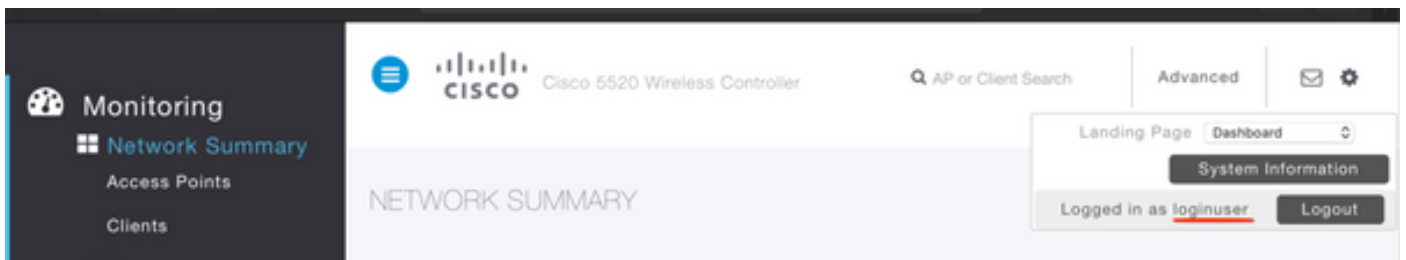 Monitoring
Network Summary
Access Points
Clients
CISCO Cisco 5520 Wireless Controller
AP or Client Search
Advanced
Landing Page Dashboard
System Information
Logged in as loginuser Logout
NETWORK SUMMARY